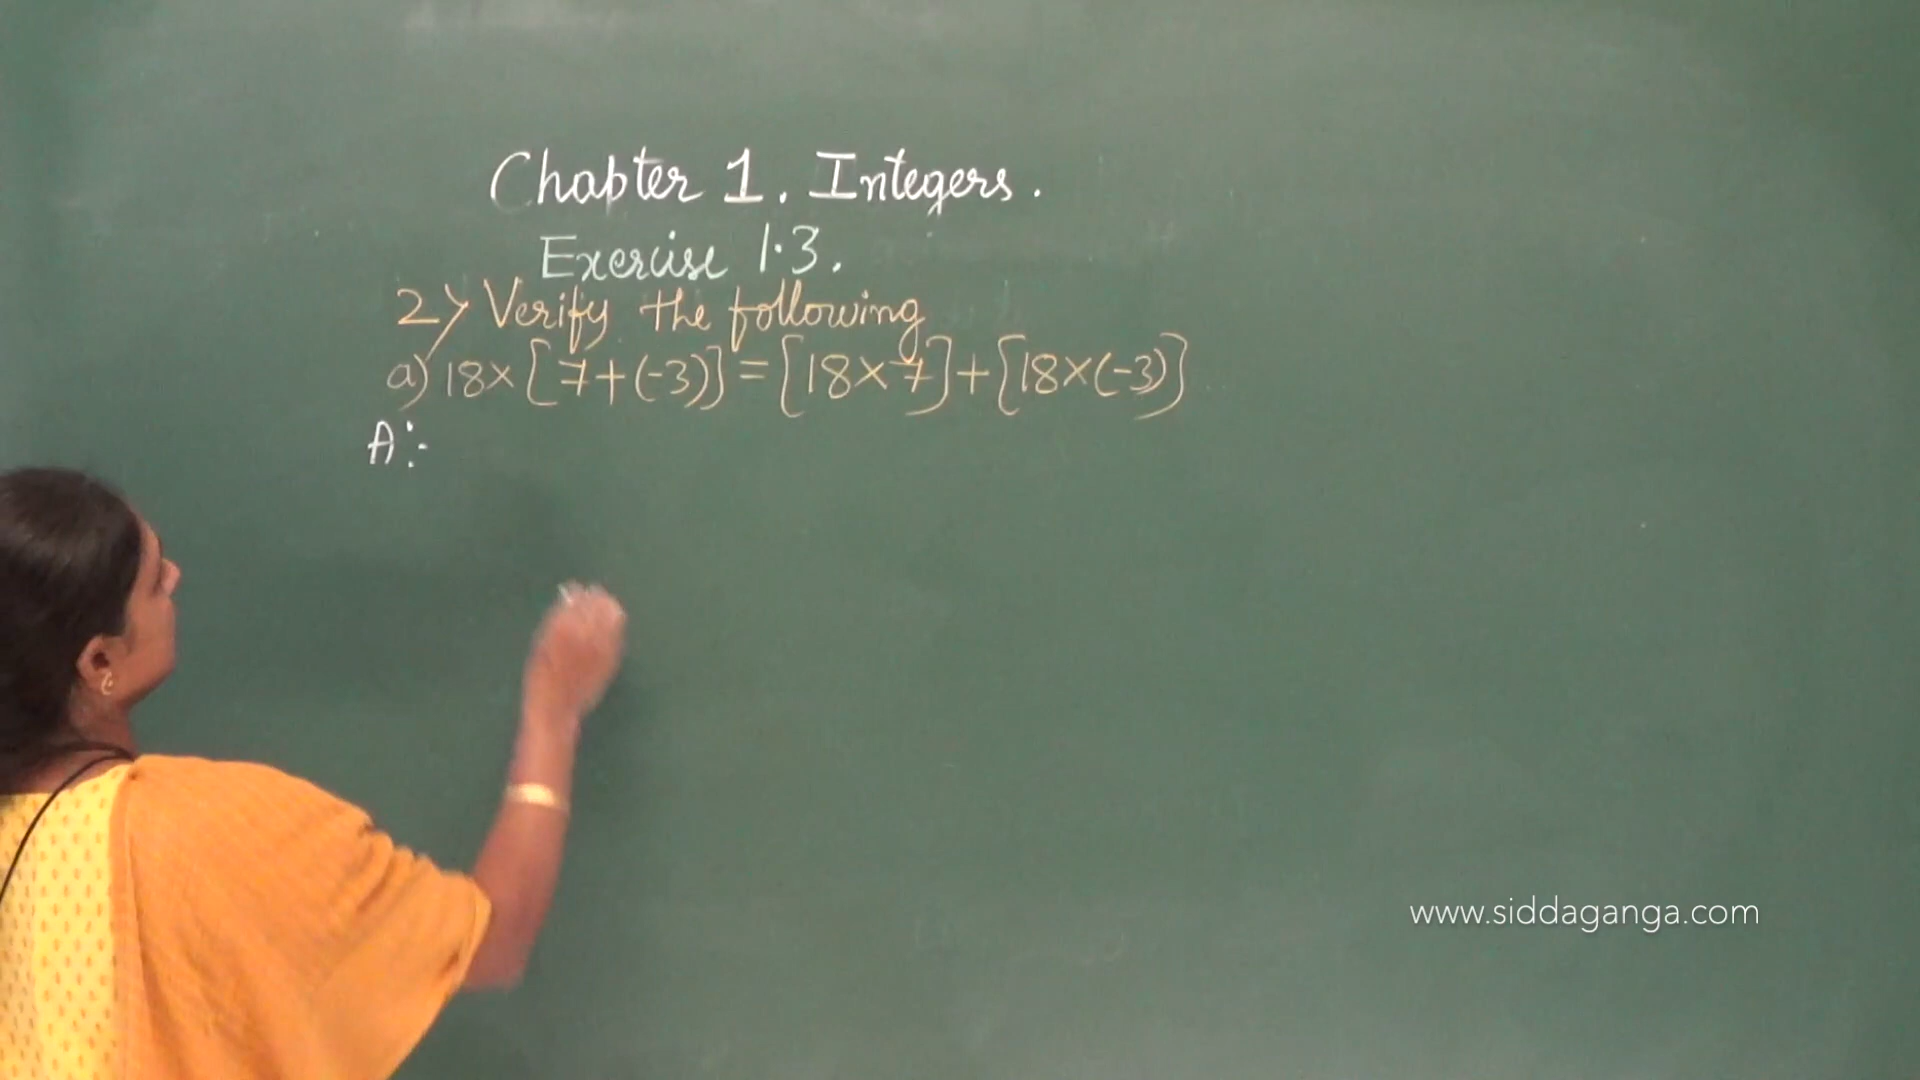 Chapter 1. Integers.
Exercise 1.3.
2) Verify the following
a) 18×[7+(-3)]=[18×7]+[18×(-3)]
A:-
www.siddaganga.com